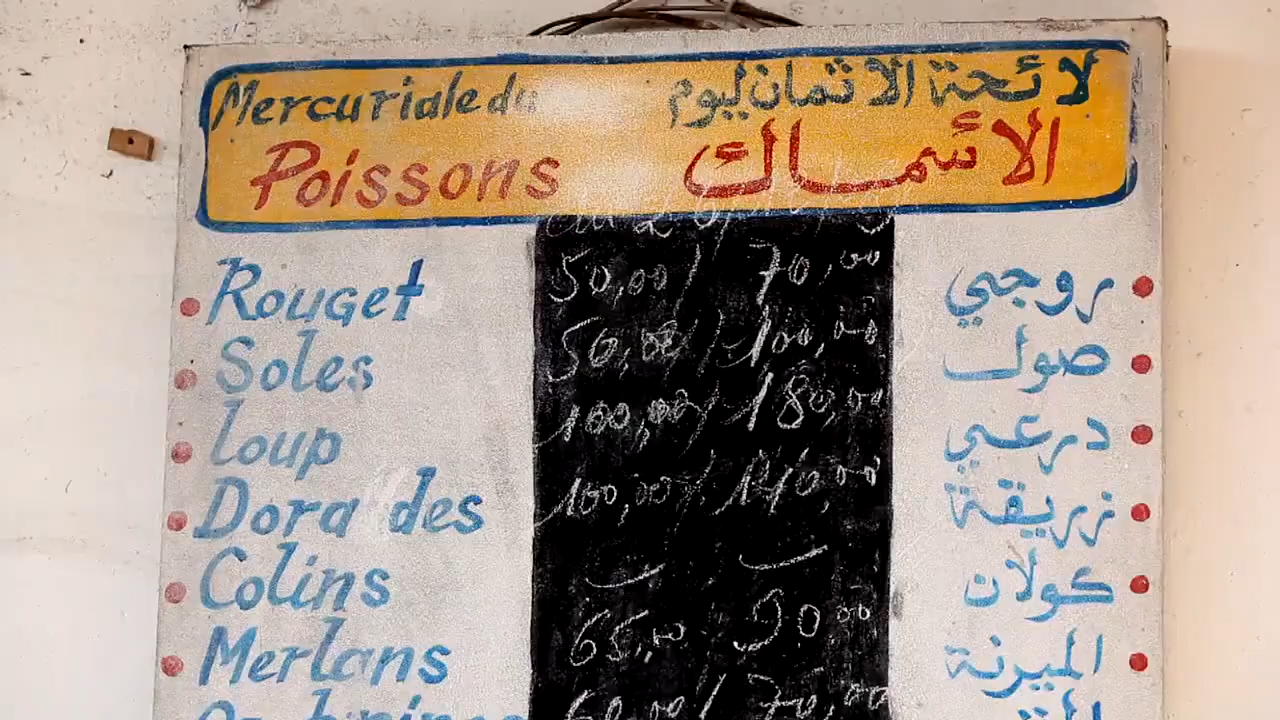 Mercuriale du لائحة الاثمان ليوم
Poissons الاسماك
Rouget 50,00 / 70,00 روجي
Soles 50,00 / 100,00 صول
Loup 100,00 / 180,00 درعي
Dorades 100,00 / 140,00 زريقة
Colins — — كولان
Merlans 65,00 90,00 الميرنة
60,00 / 70,00